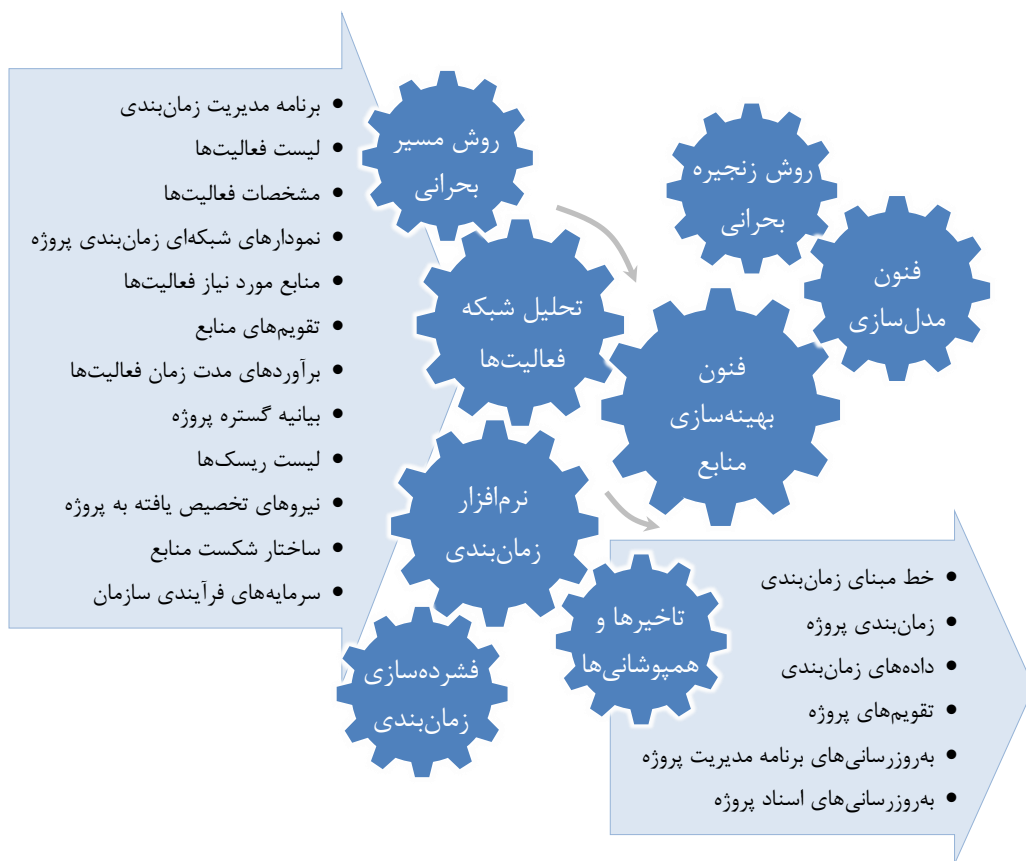 برنامه مدیریت زمان‌بندی
لیست فعالیت‌ها
مشخصات فعالیت‌ها
نمودارهای شبکه‌ای زمان‌بندی پروژه
منابع مورد نیاز فعالیت‌ها
تقویم‌های منابع
برآوردهای مدت زمان فعالیت‌ها
بیانیه گستره پروژه
لیست ریسک‌ها
نیروهای تخصیص یافته به پروژه
ساختار شکست منابع
سرمایه‌های فرآیندی سازمان
روش مسیر
بحرانی
تحلیل شبکه
فعالیت‌ها
نرم‌افزار
زمان‌بندی
فشرده‌سازی
زمان‌بندی
روش زنجیره
بحرانی
فنون
مدل‌سازی
فنون
بهینه‌سازی
منابع
تاخیرها و
همپوشانی‌ها
خط مبنای زمان‌بندی
زمان‌بندی پروژه
داده‌های زمان‌بندی
تقویم‌های پروژه
به‌روزرسانی‌های برنامه مدیریت پروژه
به‌روزرسانی‌های اسناد پروژه